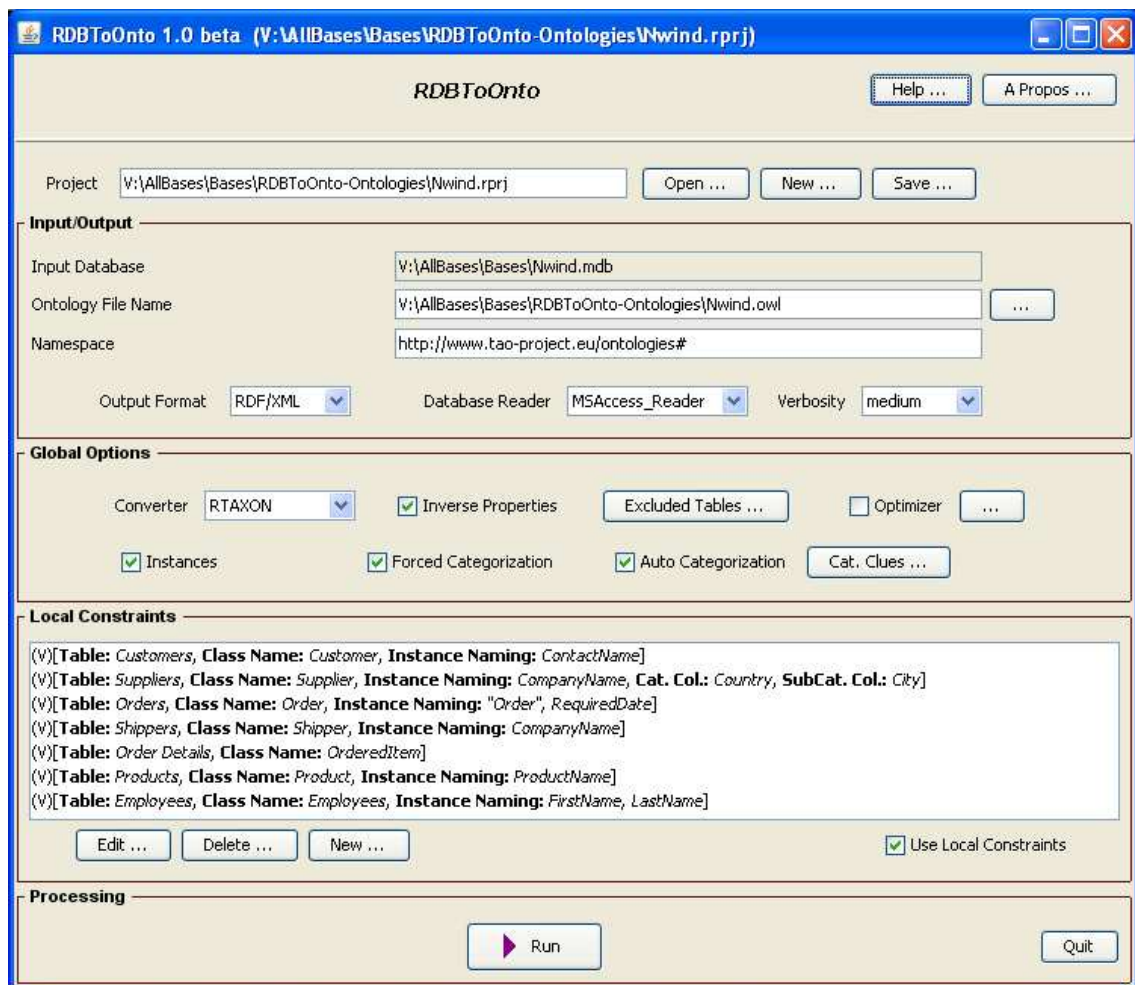 RDBToOnto 1.0 beta (V:\AllBases\Bases\RDBToOnto-Ontologies\Nwind.rprj)
RDBToOnto
Help ...
A Propos ...
Project V:\AllBases\Bases\RDBToOnto-Ontologies\Nwind.rprj Open ... New ... Save ...
Input/Output
Input Database V:\AllBases\Bases\Nwind.mdb
Ontology File Name V:\AllBases\Bases\RDBToOnto-Ontologies\Nwind.owl ...
Namespace http://www.tao-project.eu/ontologies#
Output Format RDF/XML Database Reader MSAccess_Reader Verbosity medium
Global Options
Converter RTAXON Inverse Properties Excluded Tables ... Optimizer ...
Instances Forced Categorization Auto Categorization Cat. Clues ...
Local Constraints
(V)[Table: Customers, Class Name: Customer, Instance Naming: ContactName]
(V)[Table: Suppliers, Class Name: Supplier, Instance Naming: CompanyName, Cat. Col.: Country, SubCat. Col.: City]
(V)[Table: Orders, Class Name: Order, Instance Naming: "Order", RequiredDate]
(V)[Table: Shippers, Class Name: Shipper, Instance Naming: CompanyName]
(V)[Table: Order Details, Class Name: OrderedItem]
(V)[Table: Products, Class Name: Product, Instance Naming: ProductName]
(V)[Table: Employees, Class Name: Employees, Instance Naming: FirstName, LastName]
Edit ... Delete ... New ... Use Local Constraints
Processing
Run Quit